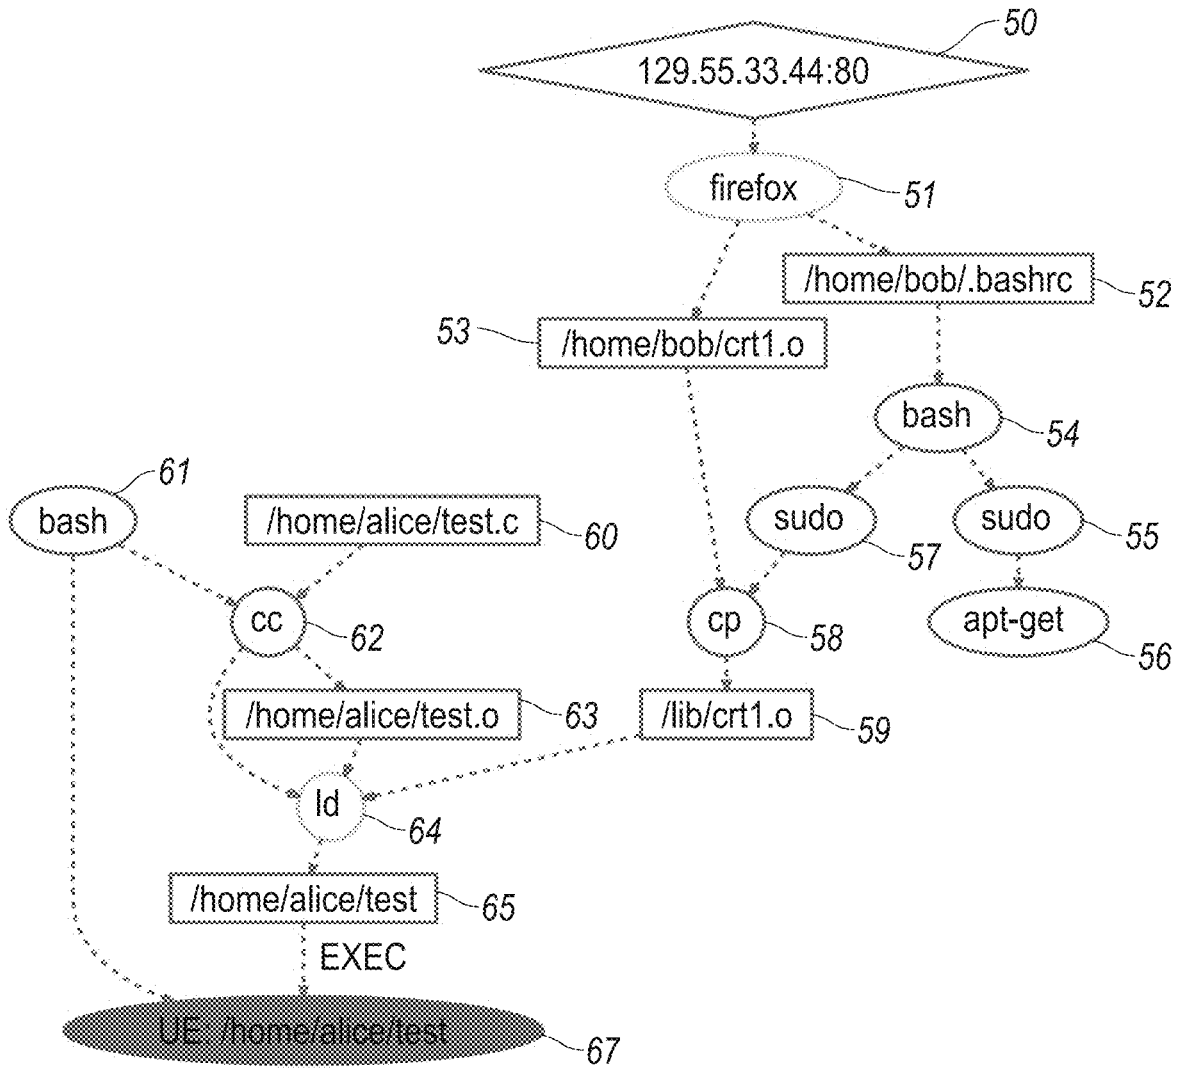 50
129.55.33.44:80
firefox
51
/home/bob/.bashrc
52
53
/home/bob/crt1.o
bash
54
61
bash
/home/alice/test.c
60
sudo
57
sudo
55
cc
62
cp
58
apt-get
56
/home/alice/test.o
63
/lib/crt1.o
59
ld
64
/home/alice/test
65
EXEC
UE: /home/alice/test
67